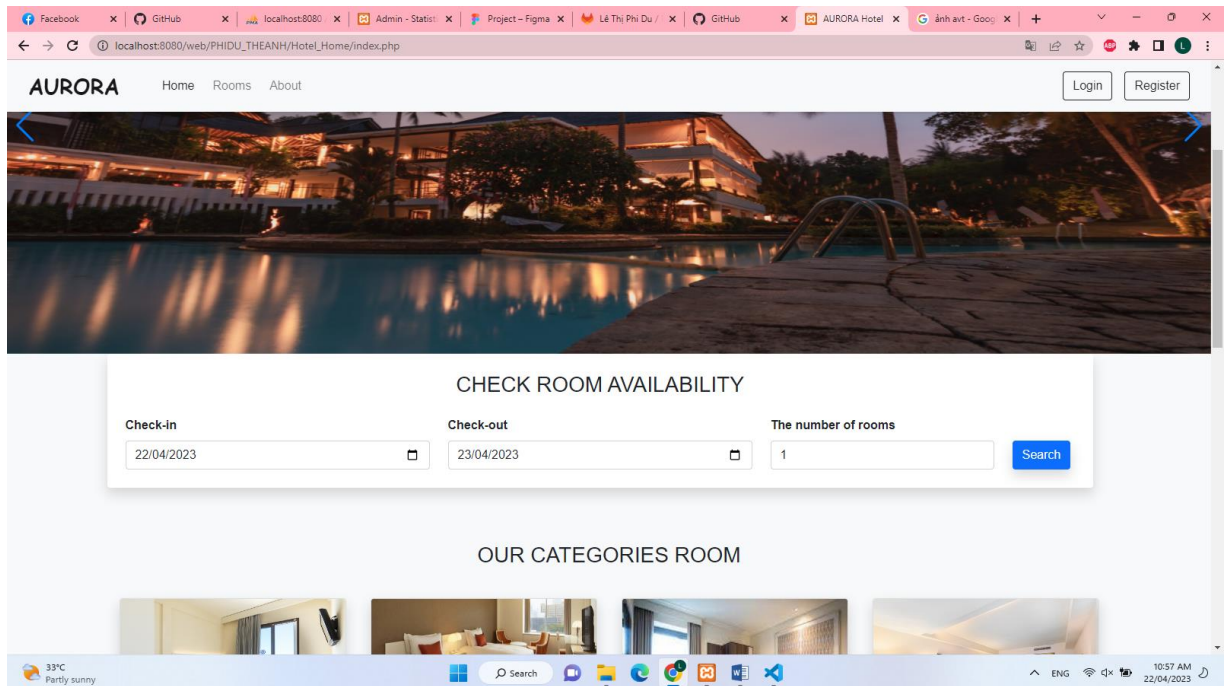 Facebook GitHub localhost:8080 Admin - Statist Project – Figma Lê Thị Phi Du / GitHub AURORA Hotel ảnh avt - Goog
localhost:8080/web/PHIDU_THEANH/Hotel_Home/index.php
ABP
L
AURORA Home Rooms About Login Register
CHECK ROOM AVAILABILITY
Check-in Check-out The number of rooms
22/04/2023 23/04/2023 1 Search
OUR CATEGORIES ROOM
33°C
Partly sunny
Search
ENG
10:57 AM
22/04/2023